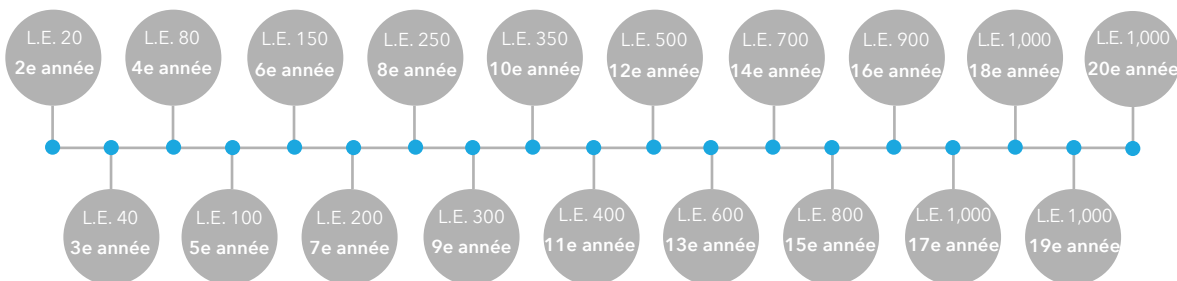 L.E. 20
2e année
L.E. 80
4e année
L.E. 150
6e année
L.E. 250
8e année
L.E. 350
10e année
L.E. 500
12e année
L.E. 700
14e année
L.E. 900
16e année
L.E. 1,000
18e année
L.E. 1,000
20e année
L.E. 40
3e année
L.E. 100
5e année
L.E. 200
7e année
L.E. 300
9e année
L.E. 400
11e année
L.E. 600
13e année
L.E. 800
15e année
L.E. 1,000
17e année
L.E. 1,000
19e année